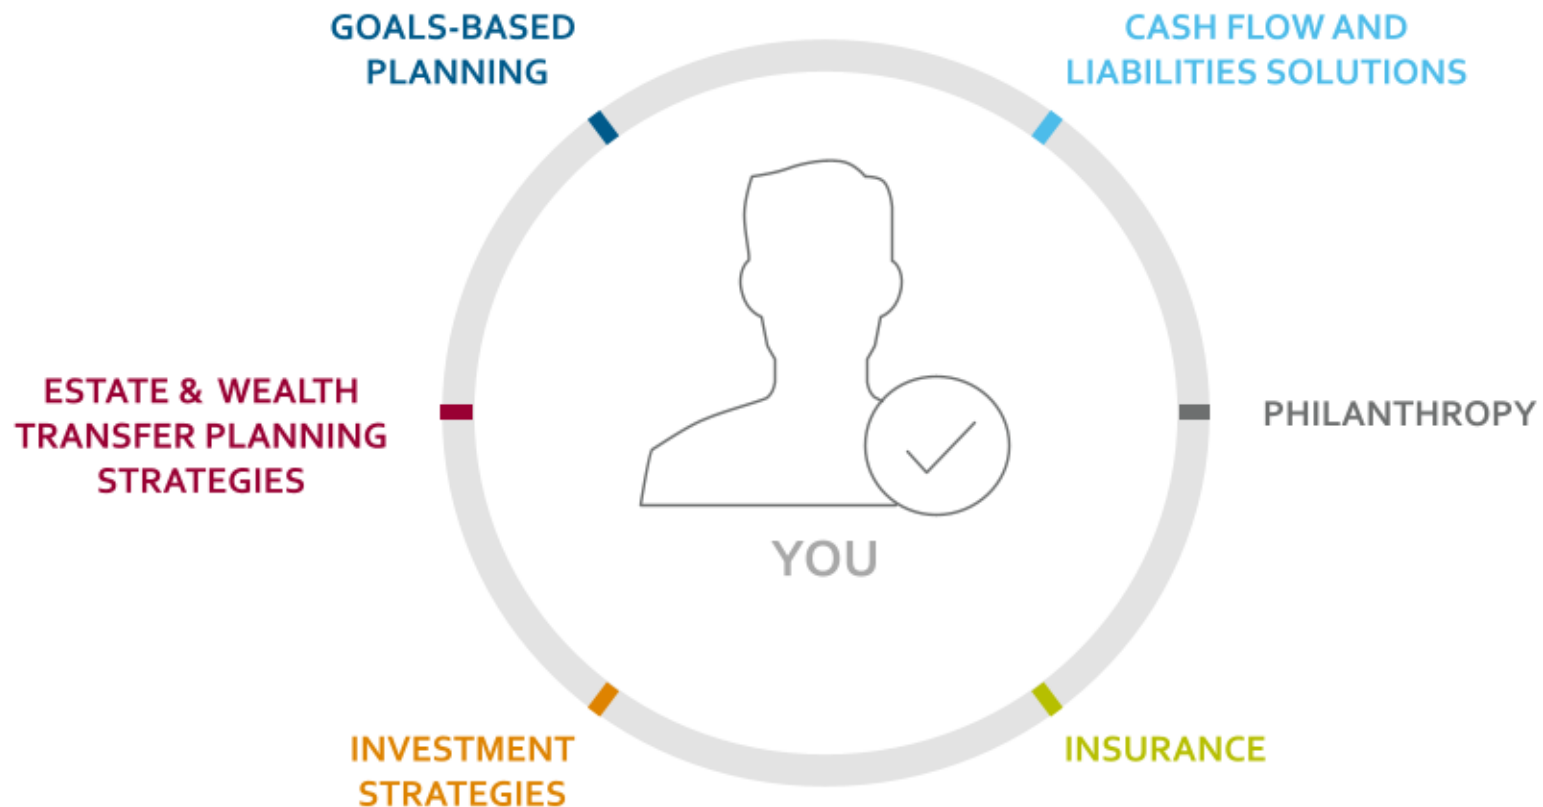 GOALS-BASED
PLANNING
CASH FLOW AND
LIABILITIES SOLUTIONS
ESTATE & WEALTH
TRANSFER PLANNING
STRATEGIES
PHILANTHROPY
YOU
INVESTMENT
STRATEGIES
INSURANCE